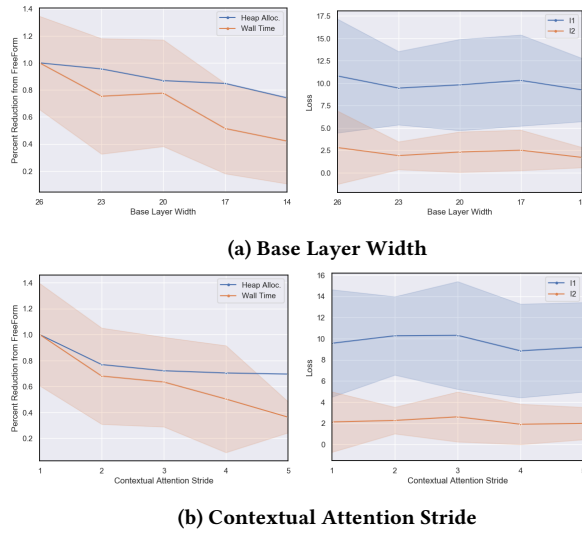 1.4
1.2
1.0
0.8
0.6
0.4
0.2
Percent Reduction from FreeForm
Heap Alloc.
Wall Time
26 23 20 17 14
Base Layer Width
17.5
15.0
12.5
10.0
7.5
5.0
2.5
0.0
Loss
l1
l2
26 23 20 17
Base Layer Width
(a) Base Layer Width
1.4
1.2
1.0
0.8
0.6
0.4
0.2
Percent Reduction from FreeForm
Heap Alloc.
Wall Time
1 2 3 4 5
Contextual Attention Stride
16
14
12
10
8
6
4
2
0
Loss
l1
l2
1 2 3 4
Contextual Attention Stride
(b) Contextual Attention Stride